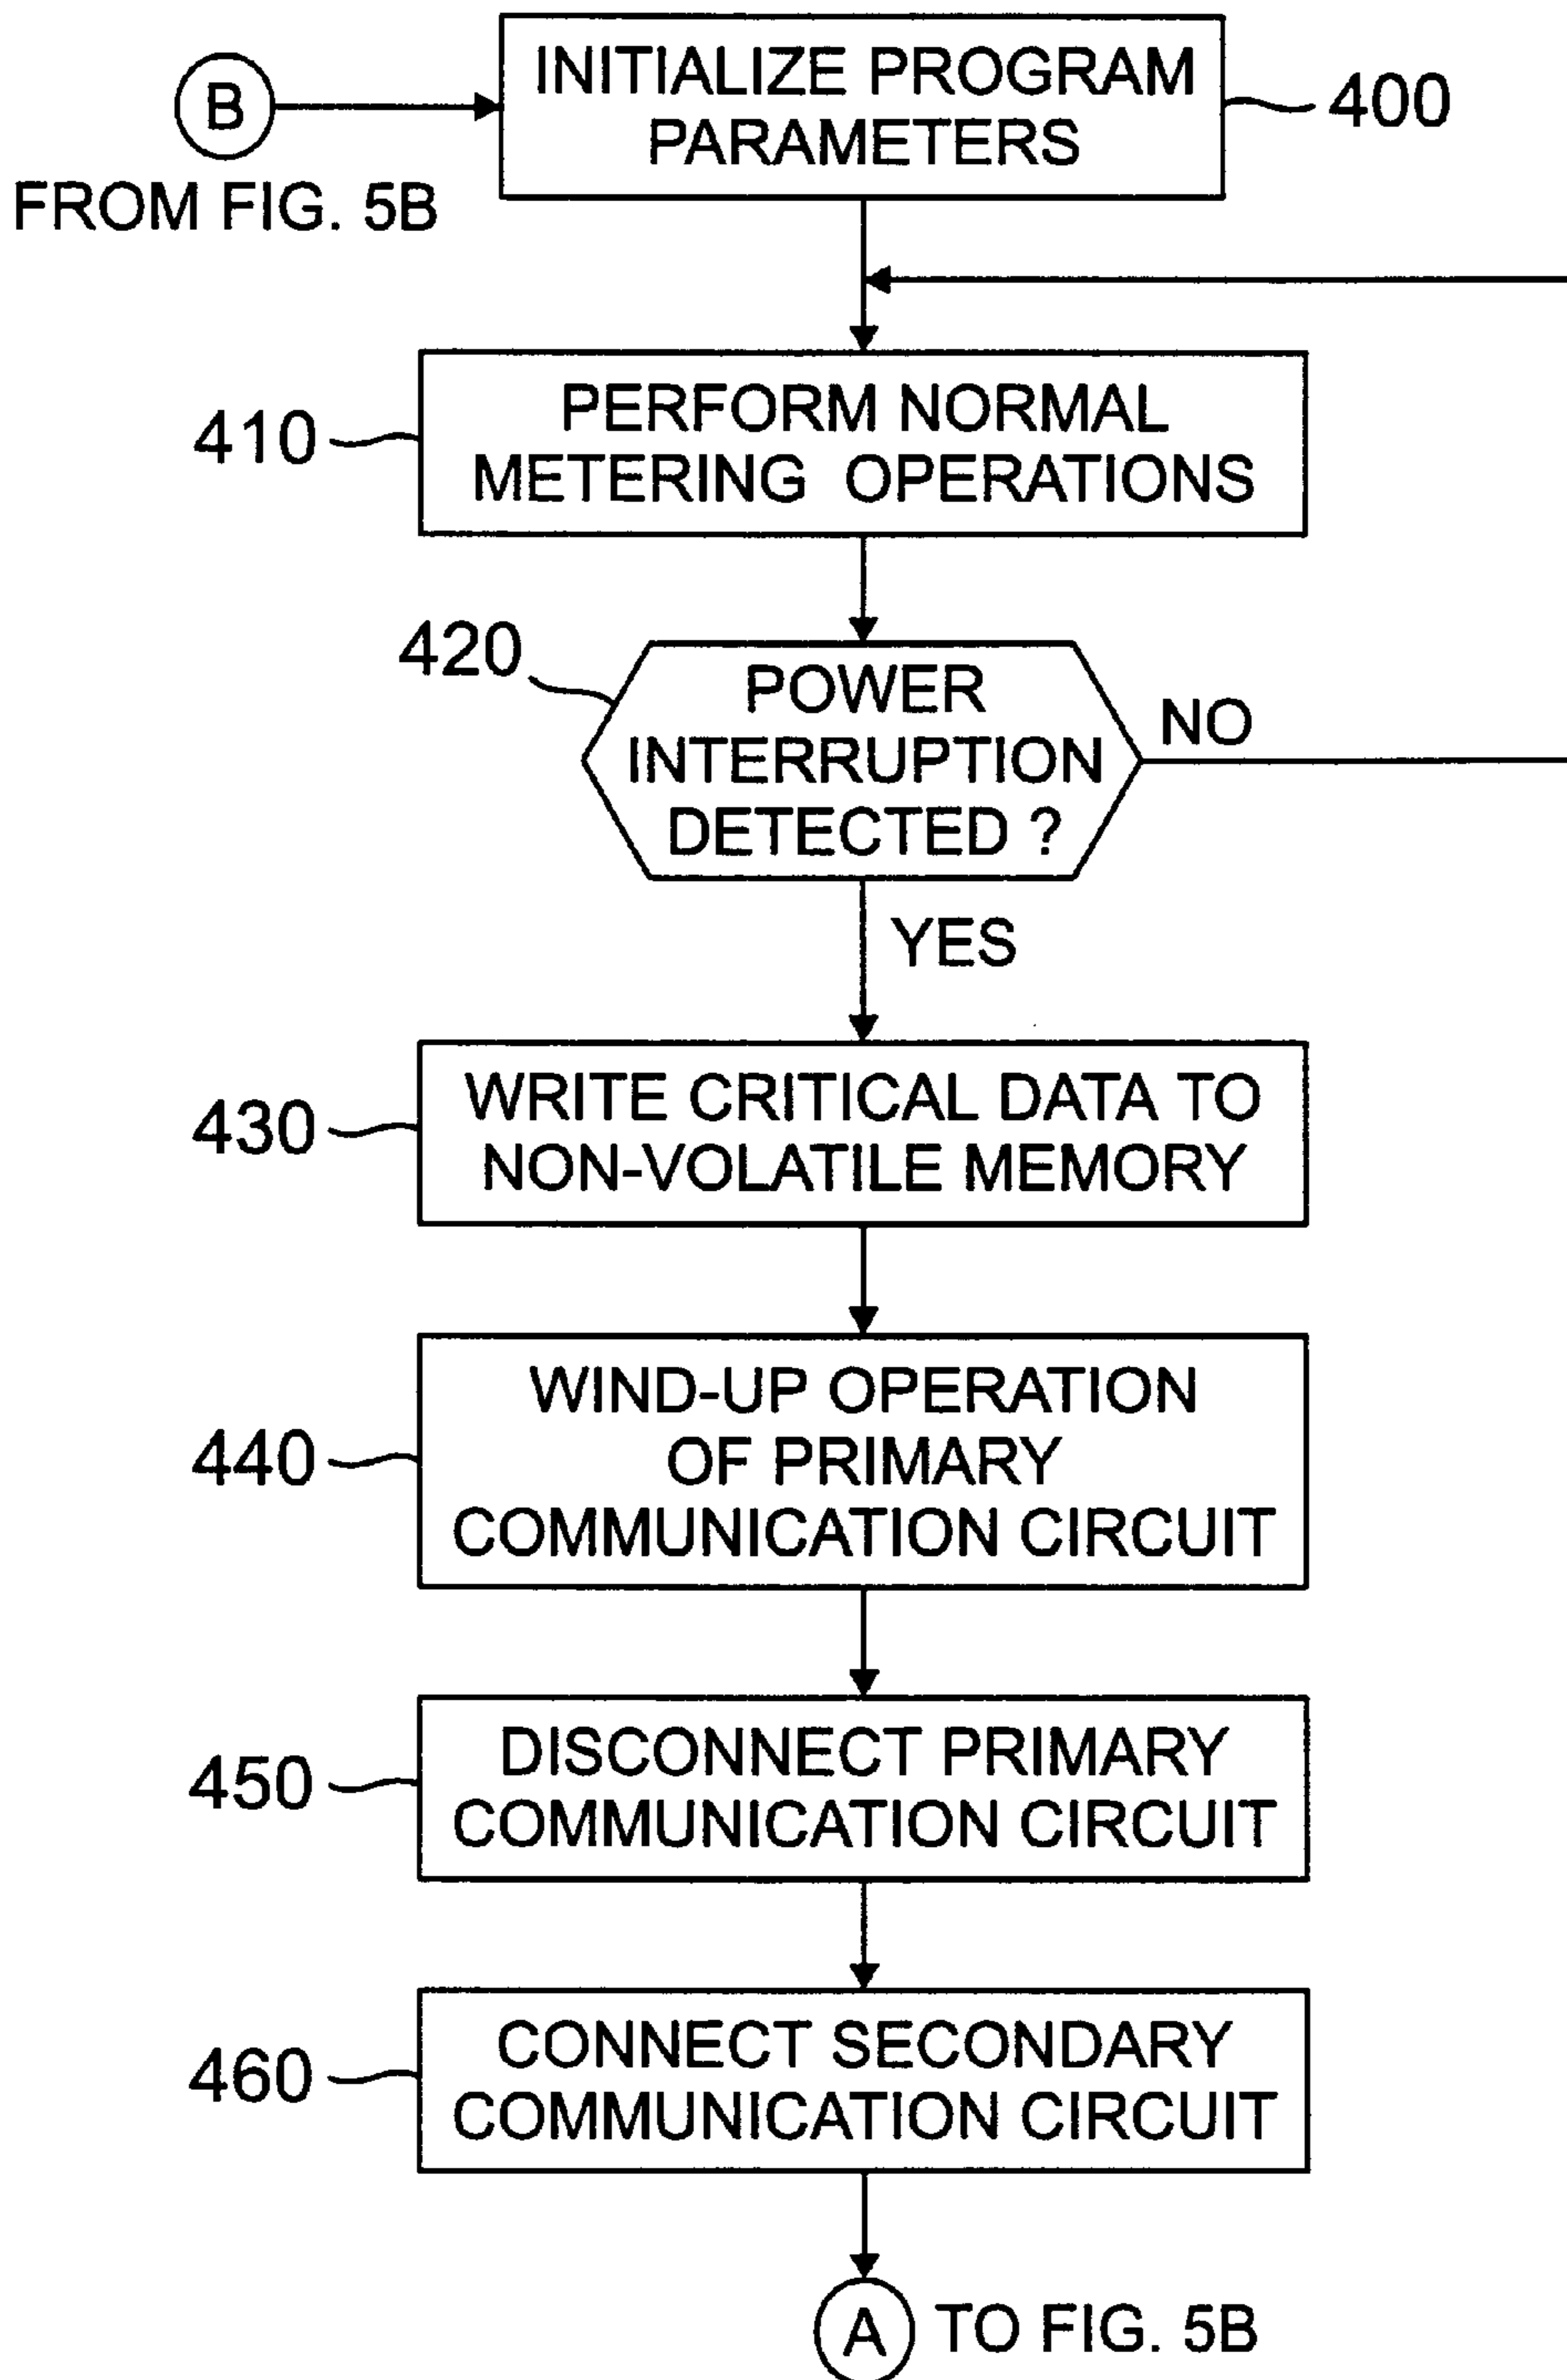 INITIALIZE PROGRAM
PARAMETERS
400
B
FROM FIG. 5B
410
PERFORM NORMAL
METERING OPERATIONS
420
POWER
INTERRUPTION
DETECTED ?
NO
YES
430
WRITE CRITICAL DATA TO
NON-VOLATILE MEMORY
440
WIND-UP OPERATION
OF PRIMARY
COMMUNICATION CIRCUIT
450
DISCONNECT PRIMARY
COMMUNICATION CIRCUIT
460
CONNECT SECONDARY
COMMUNICATION CIRCUIT
A TO FIG. 5B